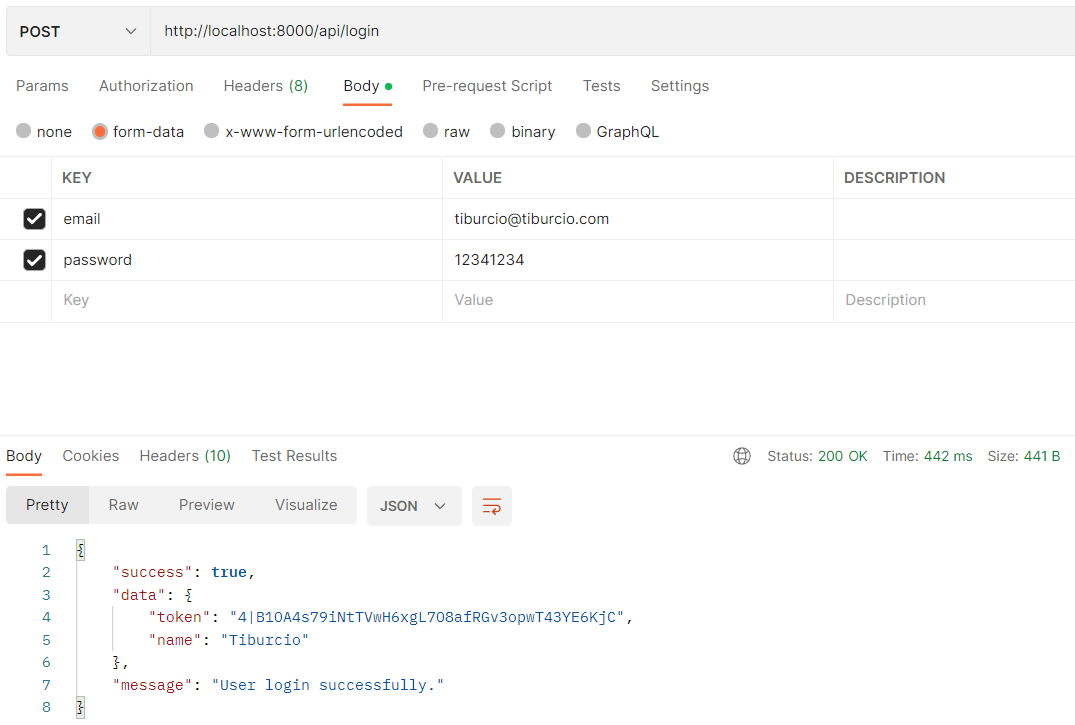 POST http://localhost:8000/api/login
Params Authorization Headers (8) Body Pre-request Script Tests Settings
none form-data x-www-form-urlencoded raw binary GraphQL
KEY VALUE DESCRIPTION
email tiburcio@tiburcio.com
password 12341234
Key Value Description
Body Cookies Headers (10) Test Results Status: 200 OK Time: 442 ms Size: 441 B
Pretty Raw Preview Visualize JSON
1 {
2 "success": true,
3 "data": {
4 "token": "4|B1OA4s79iNtTVwH6xgL7O8afRGv3opwT43YE6KjC",
5 "name": "Tiburcio"
6 },
7 "message": "User login successfully."
8 }